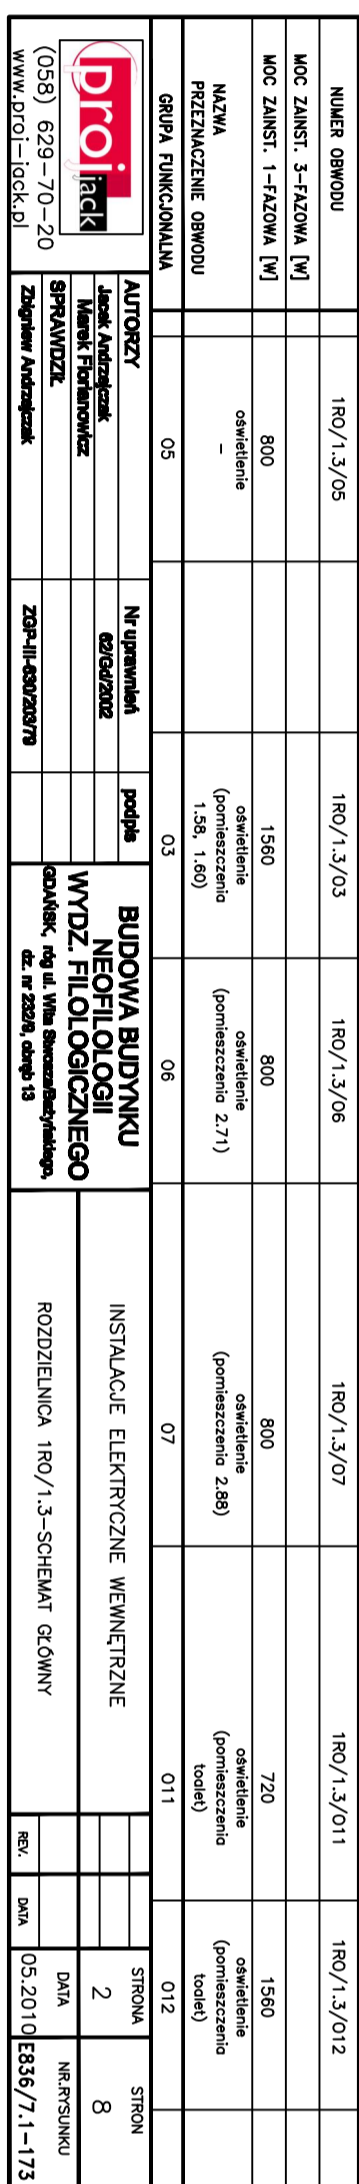 NUMER OBWODU 1RO/1.3/05 1RO/1.3/03 1RO/1.3/06 1RO/1.3/07 1RO/1.3/011 1RO/1.3/012
MOC ZAINST. 3-FAZOWA [W]
MOC ZAINST. 1-FAZOWA [W] 800 1560 800 800 720 1560
NAZWA
PRZEZNACZENIE OBWODU
oświetlenie
-
oświetlenie
(pomieszczenia
1.58, 1.60)
oświetlenie
(pomieszczenia 2.71)
oświetlenie
(pomieszczenia 2.88)
oświetlenie
(pomieszczenia
toalet)
oświetlenie
(pomieszczenia
toalet)
GRUPA FUNKCJONALNA 05 03 06 07 011 012
proj
jack
(058) 629-70-20
www.proj-jack.pl
AUTORZY Nr uprawnień podpis
Jacek Andrzejczak 62/Gd/2002
Marek Florianowicz
SPRAWDZIŁ
Zbigniew Andrzejczak ZGP-III-630/203/79
BUDOWA BUDYNKU
NEOFILOLOGII
WYDZ. FILOLOGICZNEGO
GDAŃSK, róg ul. Wita Stwosza/Bażyńskiego,
dz. nr 232/9, obręb 13
INSTALACJE ELEKTRYCZNE WEWNĘTRZNE
ROZDZIELNICA 1RO/1.3-SCHEMAT GŁÓWNY
REV. DATA
STRONA STRON
2 8
DATA NR.RYSUNKU
05.2010 E836/7.1-173